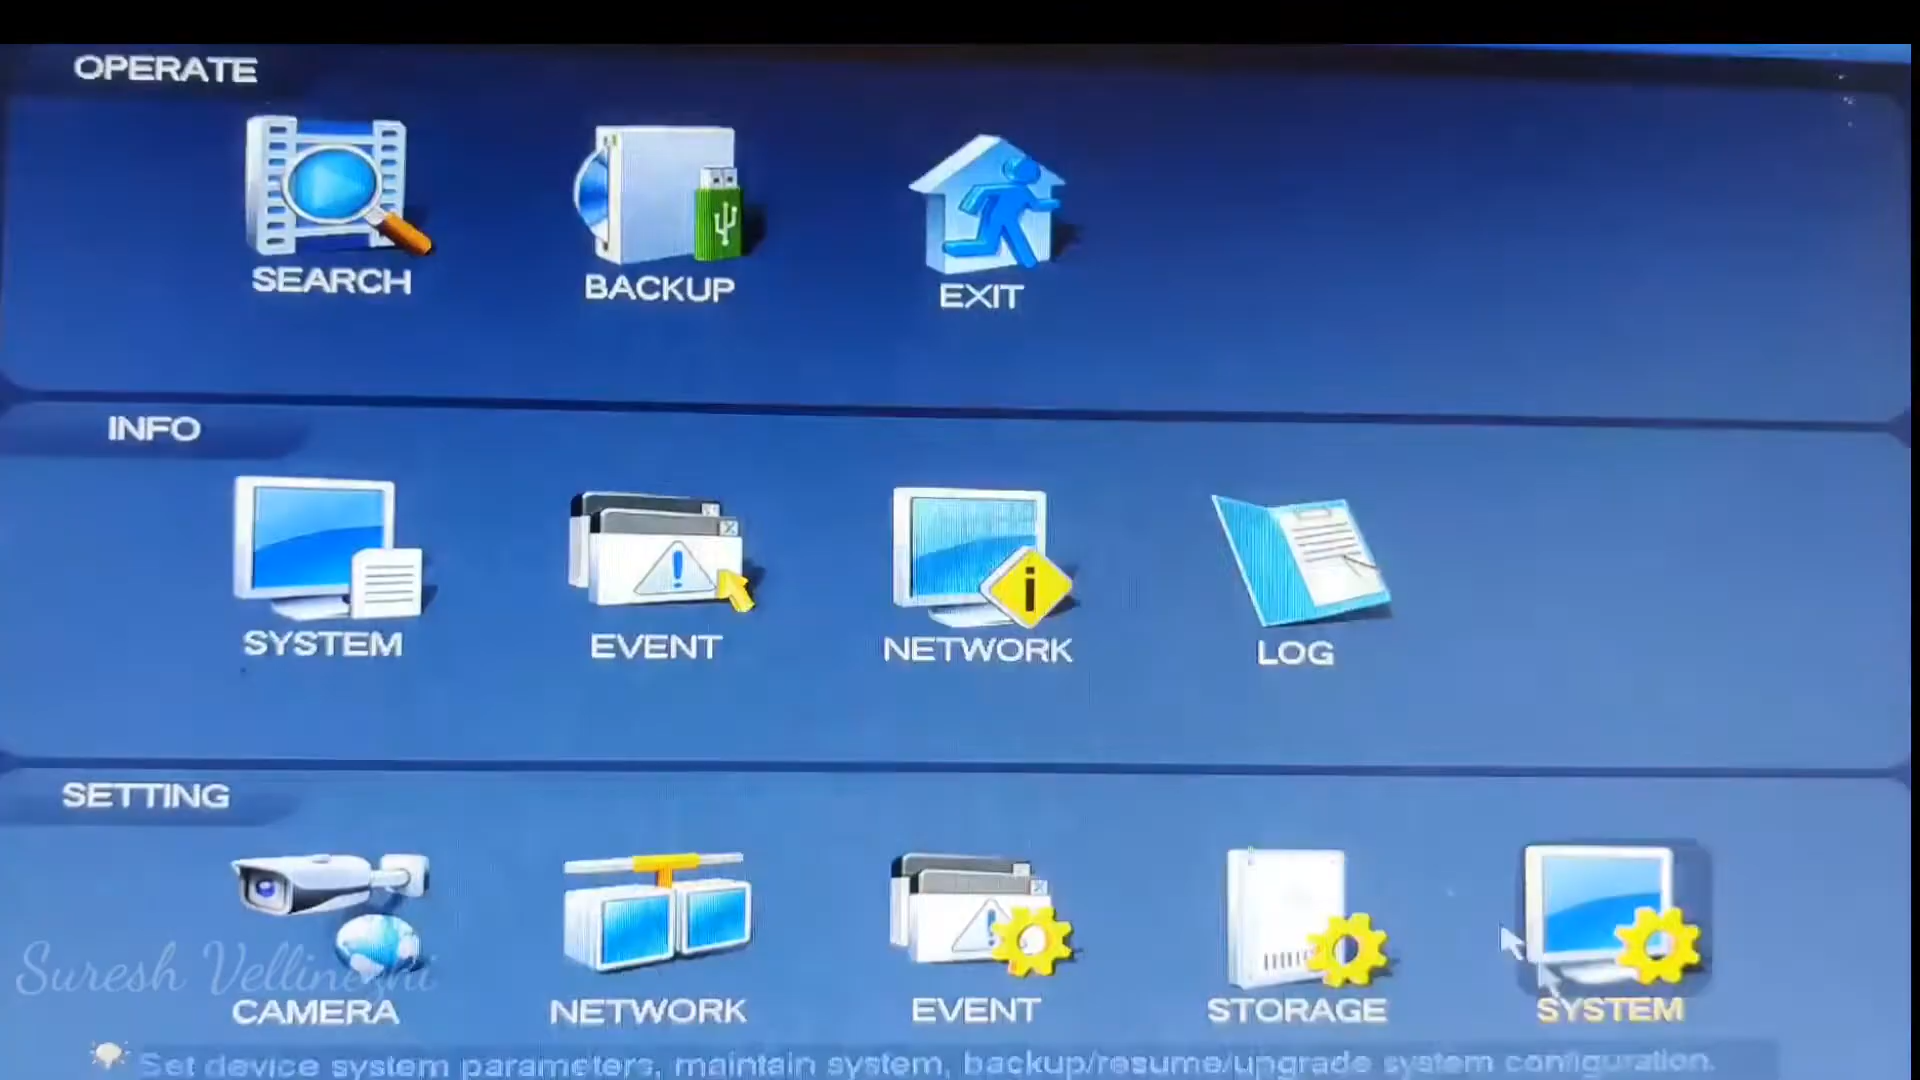 OPERATE
SEARCH
BACKUP
EXIT
INFO
SYSTEM
EVENT
NETWORK
LOG
SETTING
CAMERA
NETWORK
EVENT
STORAGE
SYSTEM
Suresh Vellinezhi
Set device system parameters, maintain system, backup/resume/upgrade system configuration.